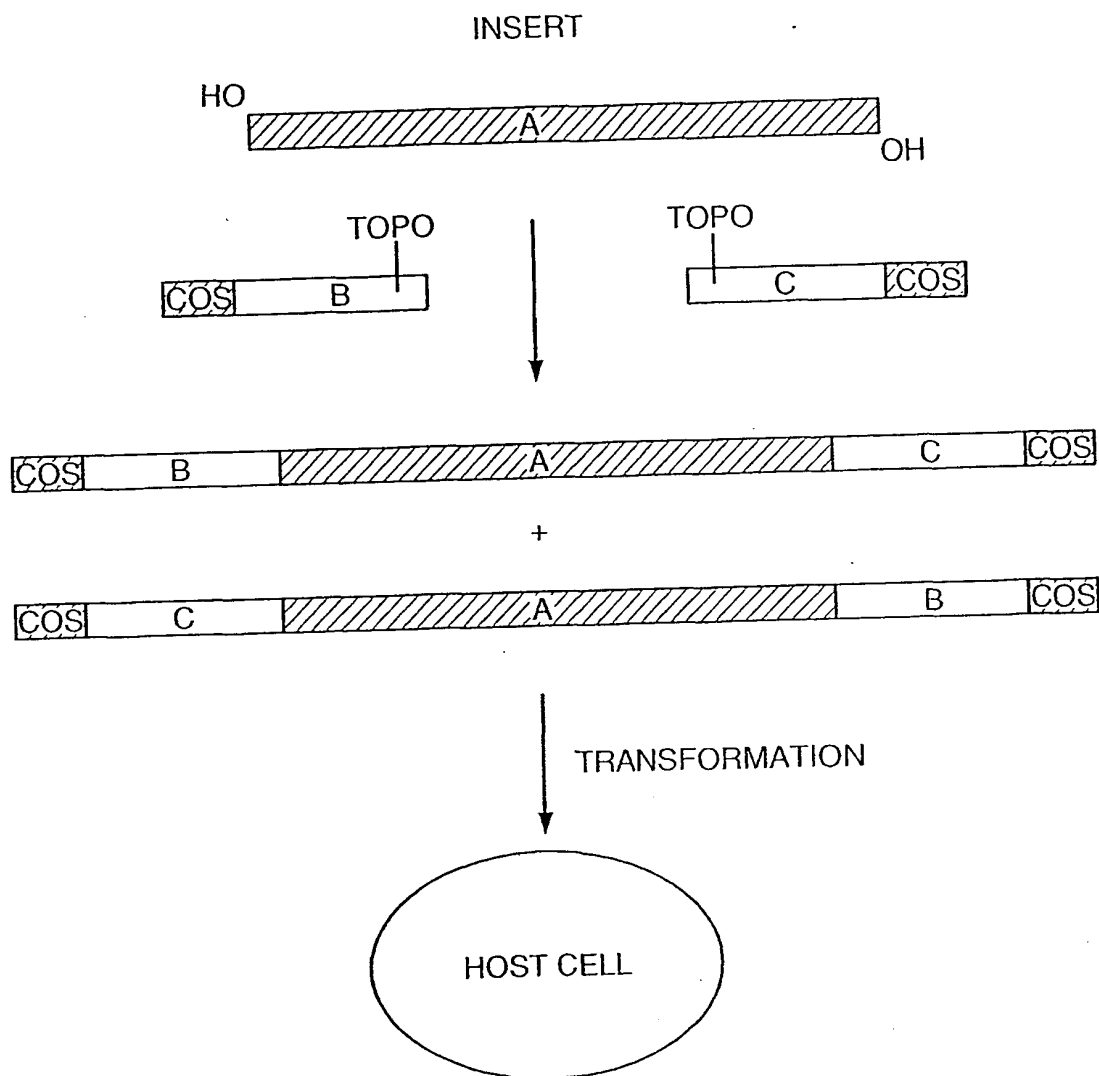 INSERT
HO
A
OH
TOPO
TOPO
COS B
C COS
COS B A C COS
+
COS C A B COS
TRANSFORMATION
HOST CELL